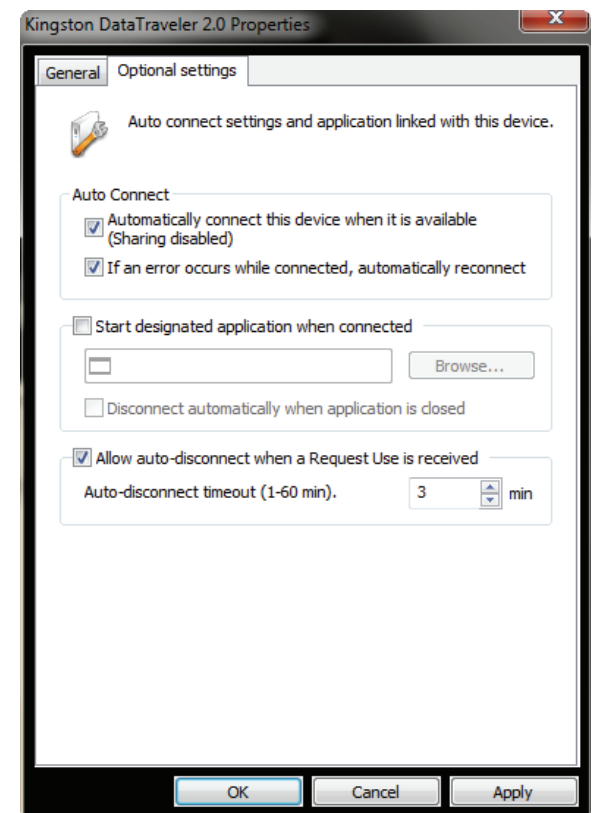 Kingston DataTraveler 2.0 Properties
General
Optional settings
Auto connect settings and application linked with this device.
Auto Connect
Automatically connect this device when it is available
(Sharing disabled)
If an error occurs while connected, automatically reconnect
Start designated application when connected
Browse...
Disconnect automatically when application is closed
Allow auto-disconnect when a Request Use is received
Auto-disconnect timeout (1-60 min).
3
min
OK
Cancel
Apply